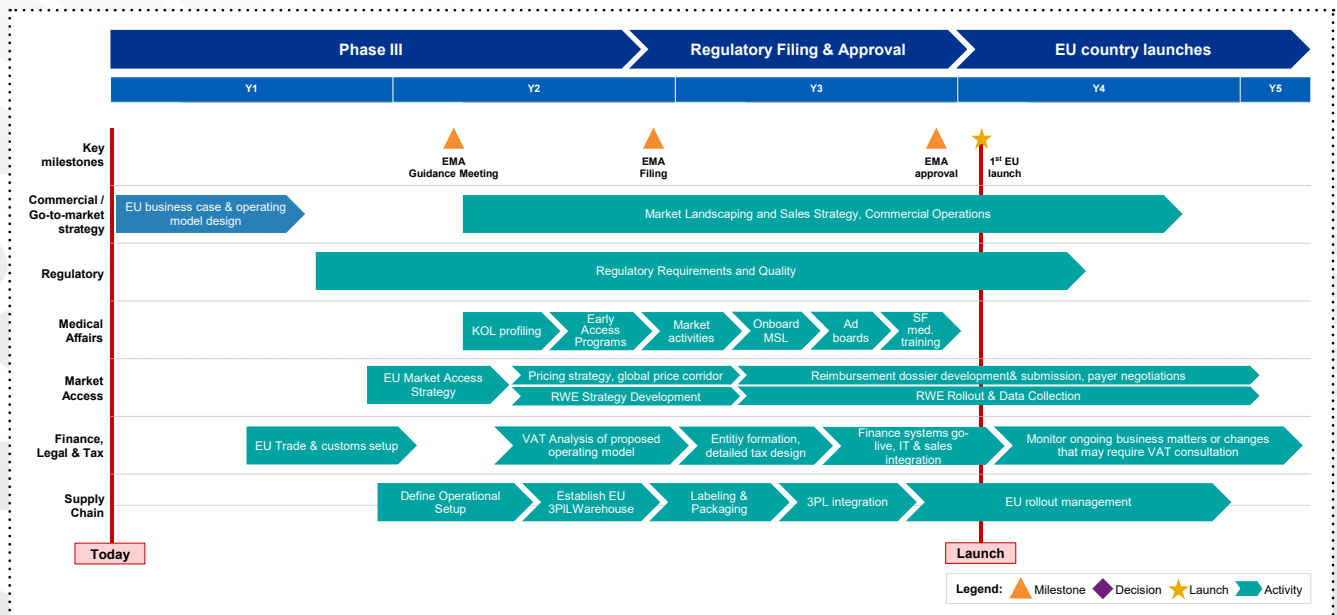 Phase III
Regulatory Filing & Approval
EU country launches
Y1
Y2
Y3
Y4
Y5
Key
milestones
EMA
Guidance Meeting
EMA
Filing
EMA
approval
1st EU
launch
Commercial /
Go-to-market
strategy
EU business case & operating
model design
Market Landscaping and Sales Strategy, Commercial Operations
Regulatory
Regulatory Requirements and Quality
Medical
Affairs
KOL profiling
Early
Access
Programs
Market
activities
Onboard
MSL
Ad
boards
SF
med.
training
Market
Access
EU Market Access
Strategy
Pricing strategy, global price corridor
Reimbursement dossier development& submission, payer negotiations
RWE Strategy Development
RWE Rollout & Data Collection
Finance,
Legal & Tax
EU Trade & customs setup
VAT Analysis of proposed
operating model
Entitiy formation,
detailed tax design
Finance systems go-
live, IT & sales
integration
Monitor ongoing business matters or changes
that may require VAT consultation
Supply
Chain
Define Operational
Setup
Establish EU
3PILWarehouse
Labeling &
Packaging
3PL integration
EU rollout management
Today
Launch
Legend:
Milestone
Decision
Launch
Activity